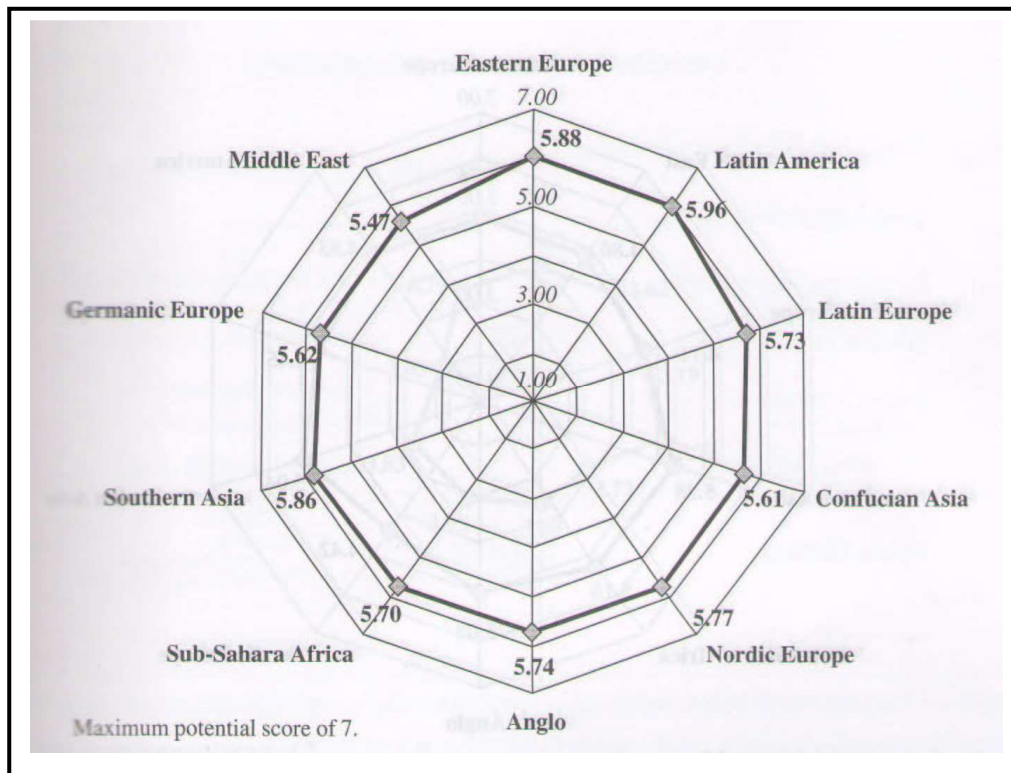 Eastern Europe
7.00
5.88
Middle East
Latin America
5.47
5.00
5.96
Germanic Europe
3.00
Latin Europe
5.62
5.73
1.00
Southern Asia
5.86
5.61
Confucian Asia
5.70
5.77
Sub-Sahara Africa
5.74
Nordic Europe
Anglo
Maximum potential score of 7.